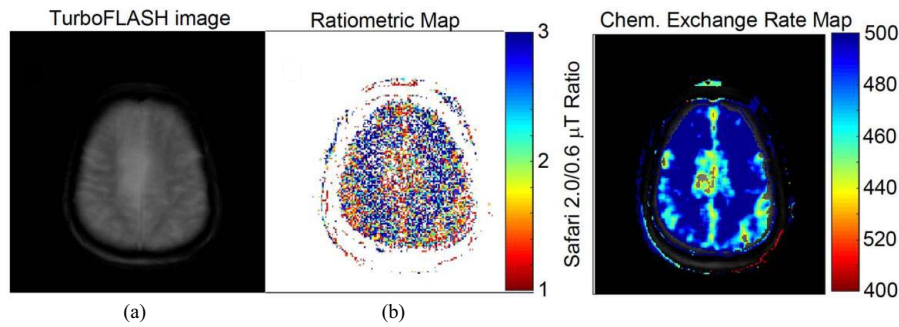 TurboFLASH image
Ratiometric Map
Chem. Exchange Rate Map
3
2
1
Safari 2.0/0.6 µT Ratio
500
480
460
440
520
400
(a)
(b)